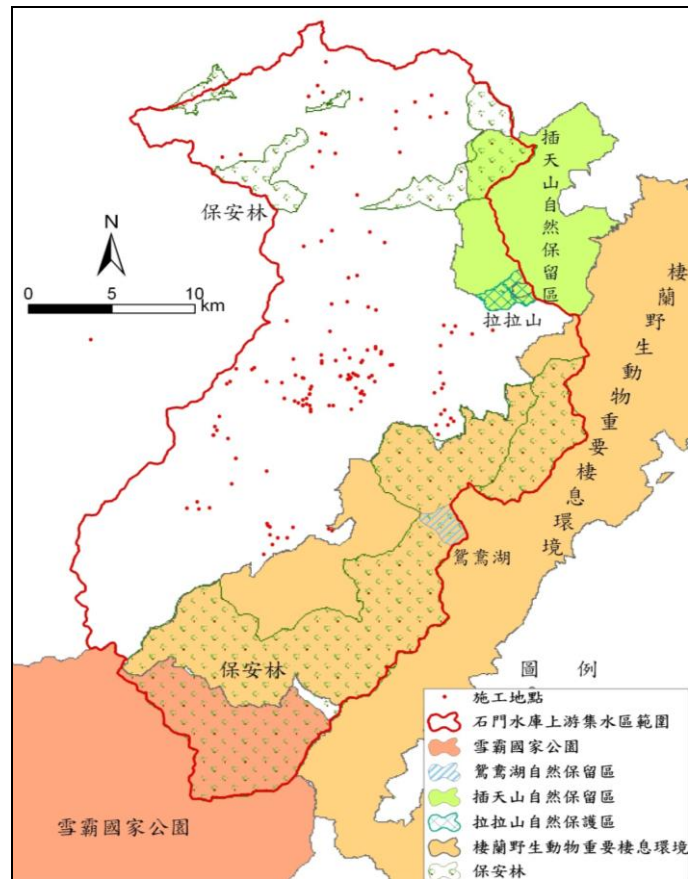 插天山自然保留區
保安林
N
0 5 10
km
拉拉山
棲蘭野生動物重要棲息環境
鴛鴦湖
保安林
雪霸國家公園
圖 例
施工地點
石門水庫上游集水區範圍
雪霸國家公園
鴛鴦湖自然保留區
插天山自然保留區
拉拉山自然保護區
棲蘭野生動物重要棲息環境
保安林